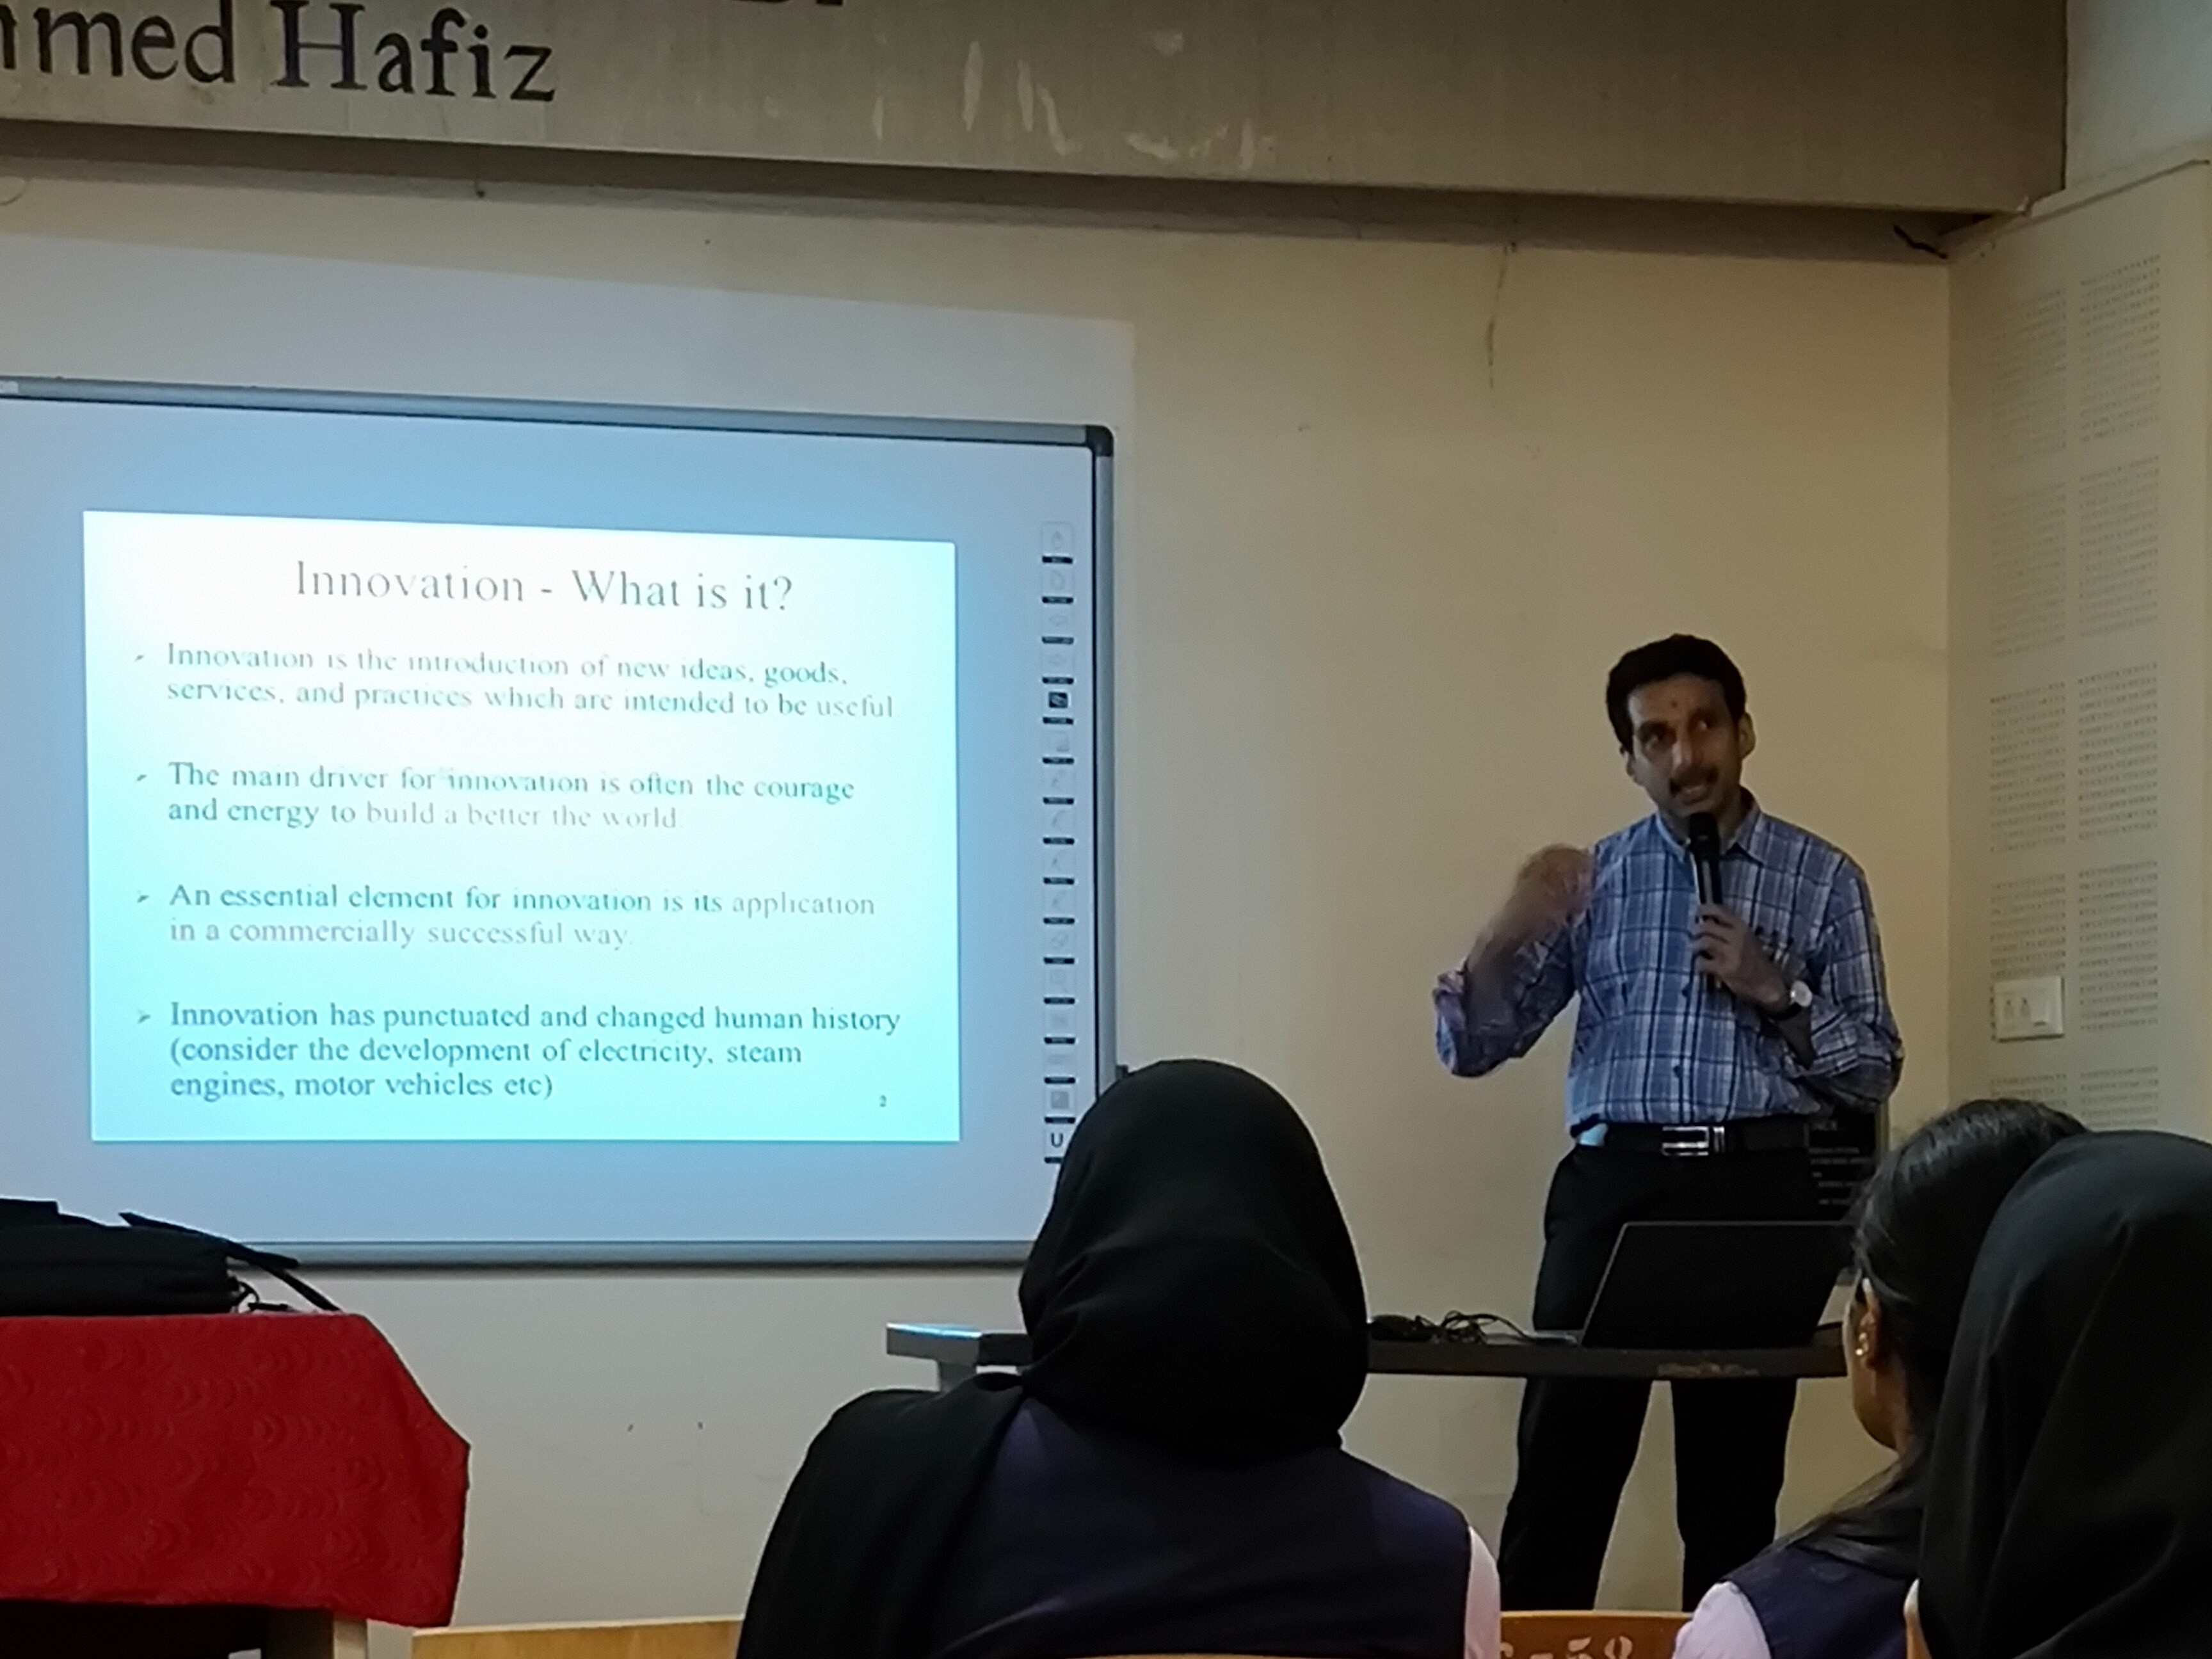 Hafiz
Innovation - What is it?
Innovation is the introduction of new ideas, goods,
services, and practices which are intended to be useful
The main driver for innovation is often the courage
and energy to build a better the world.
An essential element for innovation is its application
in a commercially successful way.
Innovation has punctuated and changed human history
(consider the development of electricity, steam
engines, motor vehicles etc)
2
U